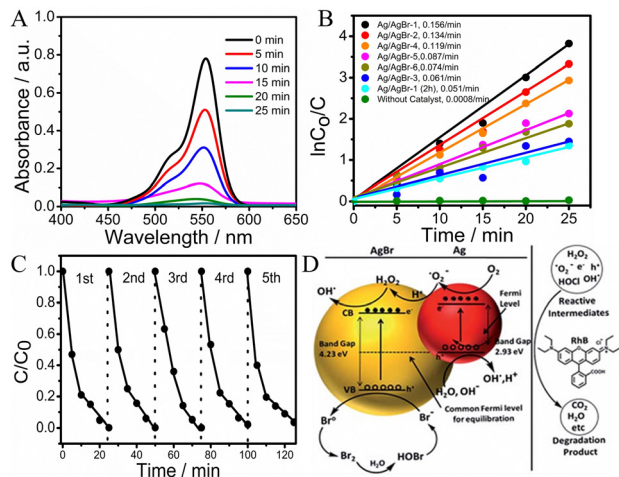 A
Absorbance / a.u.
0.8
0.6
0.4
0.2
0.0
400 450 500 550 600 650
Wavelength / nm
0 min
5 min
10 min
15 min
20 min
25 min
B
lnC₀/C
4
3
2
1
0
0 5 10 15 20 25
Time / min
Ag/AgBr-1, 0.156/min
Ag/AgBr-2, 0.134/min
Ag/AgBr-4, 0.119/min
Ag/AgBr-5,0.087/min
Ag/AgBr-6,0.074/min
Ag/AgBr-3, 0.061/min
Ag/AgBr-1 (2h), 0.051/min
Without Catalyst, 0.0008/min
C
C/C₀
1.0
0.8
0.6
0.4
0.2
0.0
1st 2nd 3rd 4rd 5th
0 20 40 60 80 100 120
Time / min
D
AgBr
Ag
OH•
H₂O₂
H⁺
•O₂⁻
O₂
CB
e⁻
e⁻
Fermi
Level
Band Gap
4.23 eV
Band Gap
2.93 eV
VB
h⁺
h⁺
H₂O, OH⁻
OH•,H⁺
Common Fermi level
for equilibration
Br⁰
Br⁻
Br₂
H₂O
HOBr
H₂O₂
•O₂⁻ e⁻ h⁺
HOCl OH•
Reactive
Intermediates
RhB
COOH
CO₂
H₂O
etc
Degradation
Product